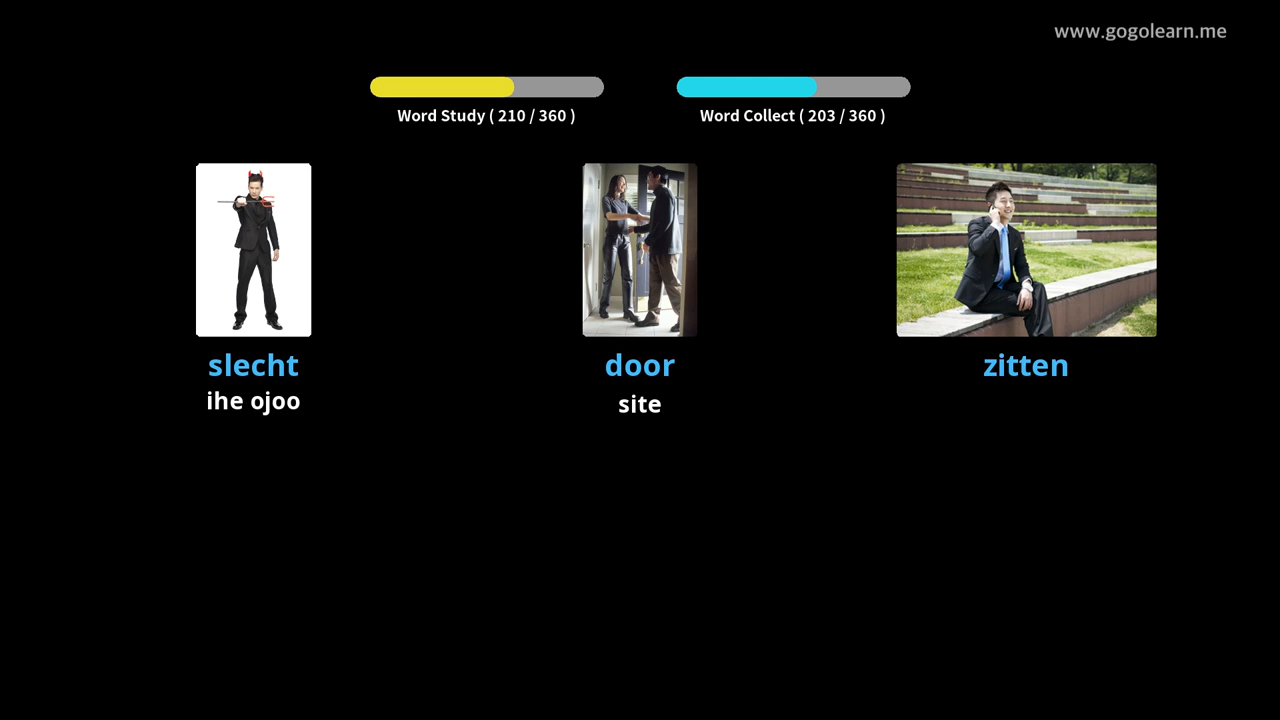 www.gogolearn.me
Word Study ( 210 / 360 )
Word Collect ( 203 / 360 )
slecht
ihe ojoo
door
site
zitten